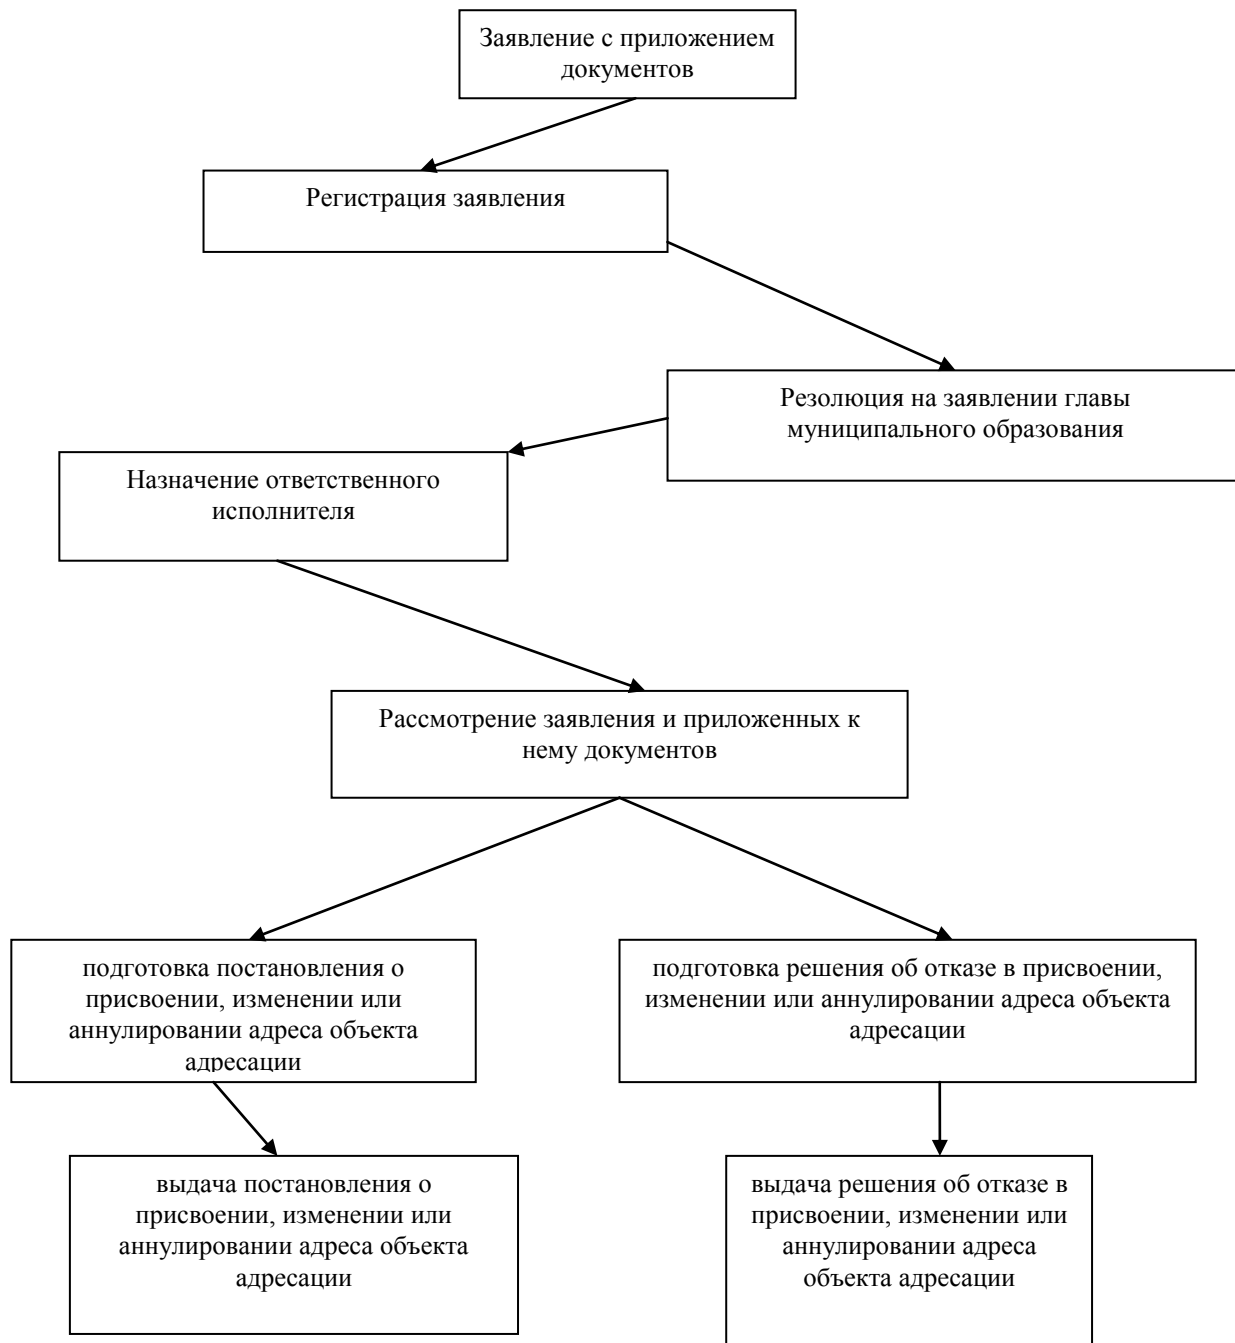 Заявление с приложением
документов
Регистрация заявления
Резолюция на заявлении главы
муниципального образования
Назначение ответственного
исполнителя
Рассмотрение заявления и приложенных к
нему документов
подготовка постановления о
присвоении, изменении или
аннулировании адреса объекта
адресации
подготовка решения об отказе в присвоении,
изменении или аннулировании адреса объекта
адресации
выдача постановления о
присвоении, изменении или
аннулировании адреса объекта
адресации
выдача решения об отказе в
присвоении, изменении или
аннулировании адреса
объекта адресации